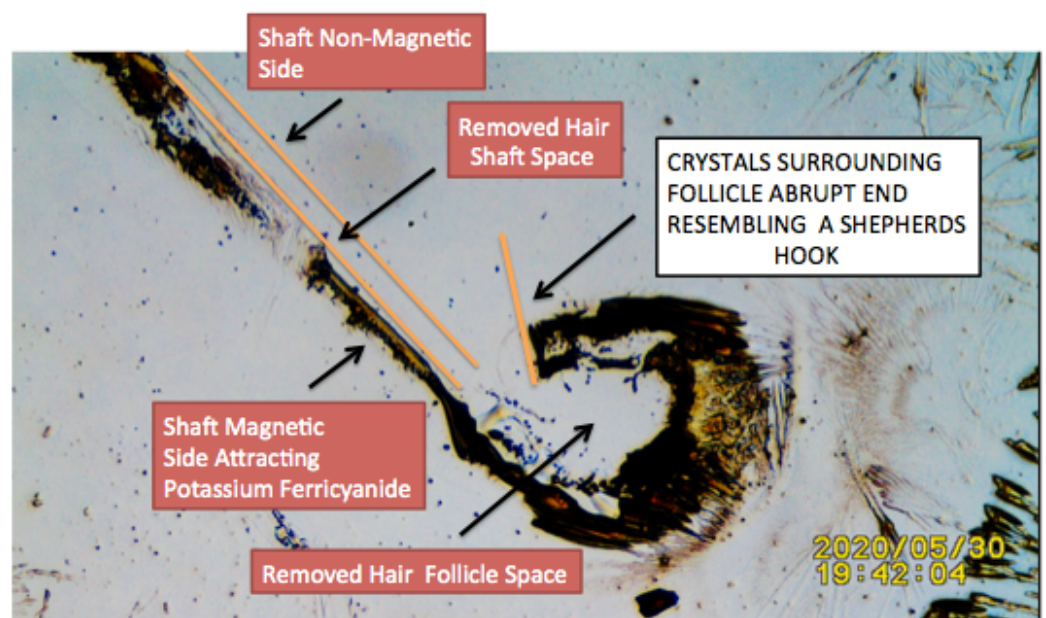 Shaft Non-Magnetic
Side
Removed Hair
Shaft Space
CRYSTALS SURROUNDING
FOLLICLE ABRUPT END
RESEMBLING A SHEPHERDS
HOOK
Shaft Magnetic
Side Attracting
Potassium Ferricyanide
Removed Hair Follicle Space
2020/05/30
19:42:04